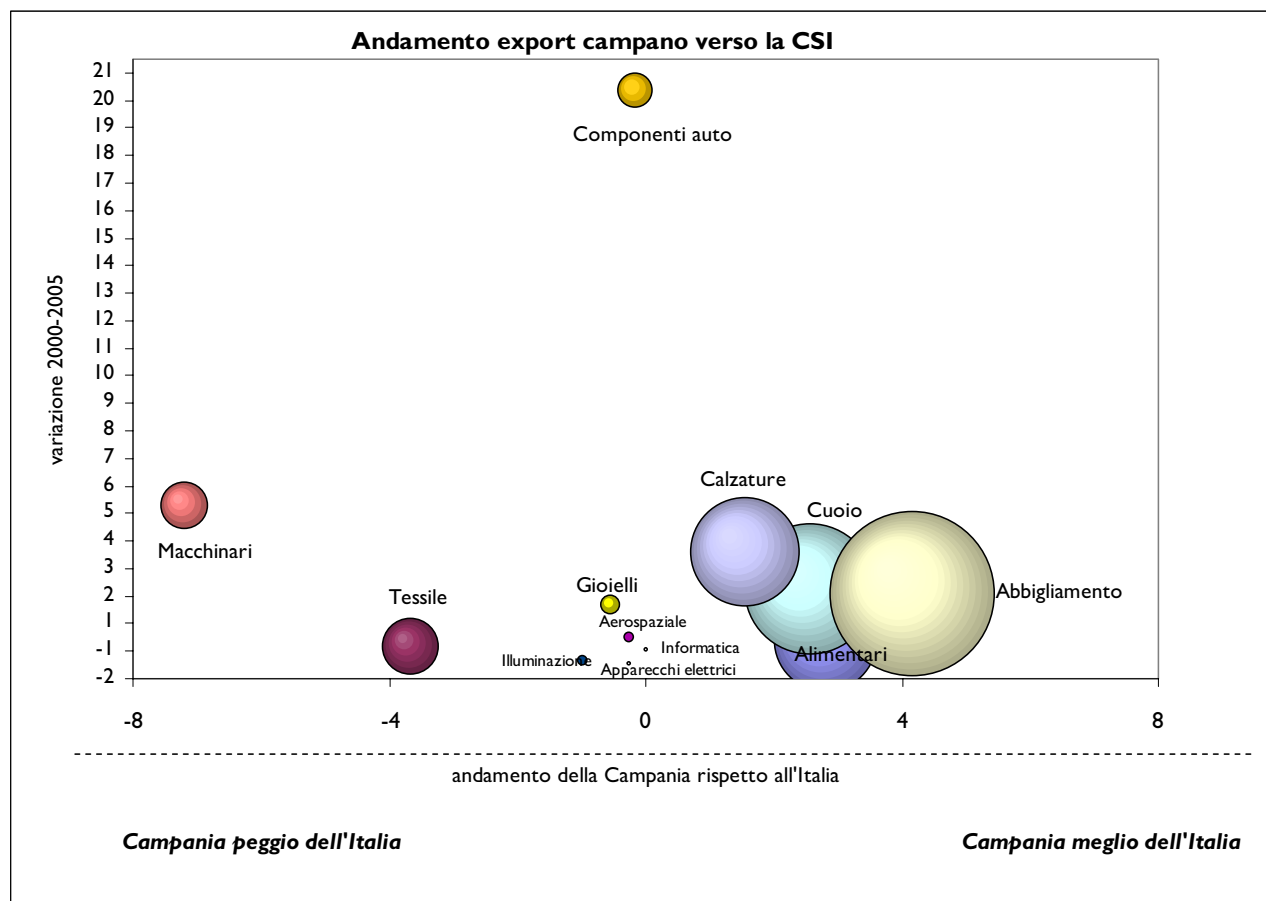 Andamento export campano verso la CSI
21
20
19
18
17
16
15
14
13
12
11
10
9
8
7
6
5
4
3
2
1
-1
-2
variazione 2000-2005
Componenti auto
Calzature
Cuoio
Macchinari
Gioielli
Abbigliamento
Tessile
Aerospaziale
Informatica
Alimentari
Illuminazione
Apparecchi elettrici
-8
-4
0
4
8
andamento della Campania rispetto all'Italia
Campania peggio dell'Italia
Campania meglio dell'Italia